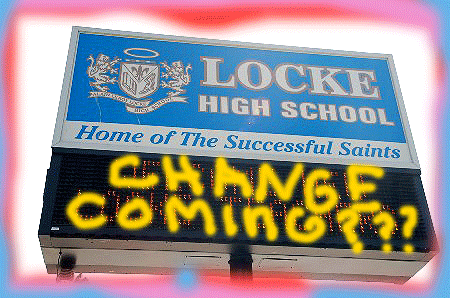 LOCKE
HIGH SCHOOL
Home of The Successful Saints
CHANGE
COMING???